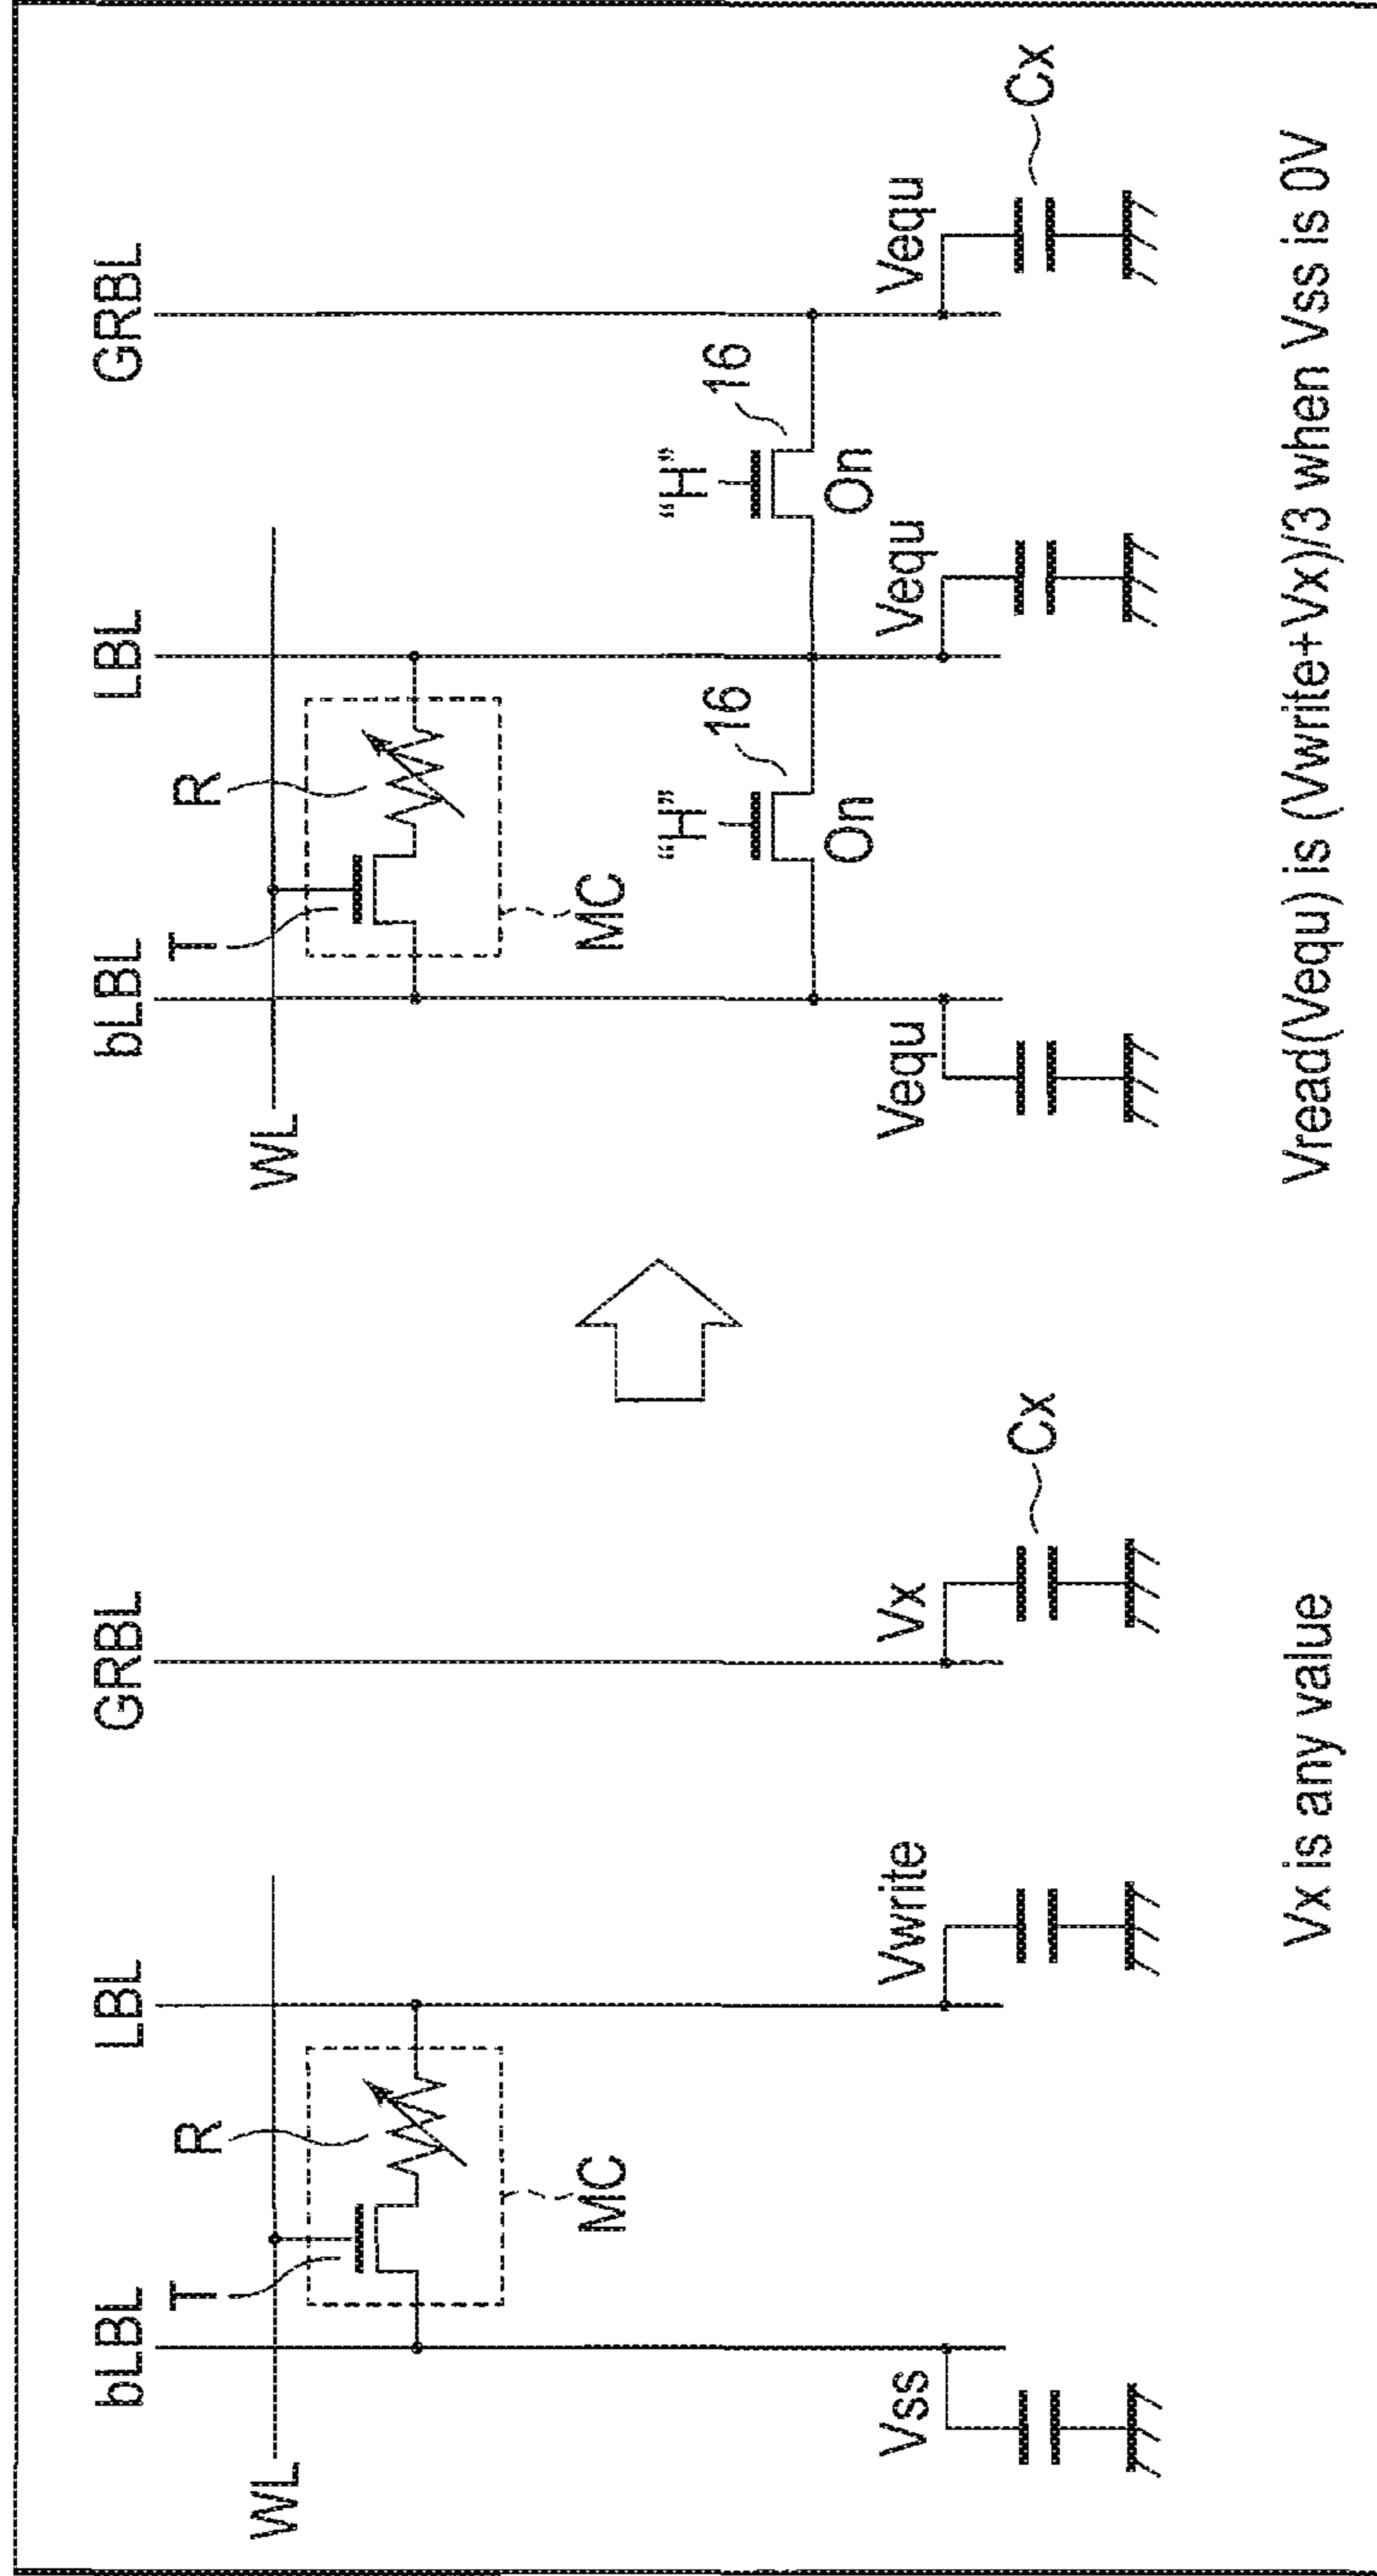 bLBL LBL GRBL
WL T R
MC
Vss Vwrite Vx Cx
Vx is any value
bLBL LBL GRBL
WL T R
MC
“H” 16 “H” 16
On On
Vequ Vequ Vequ Cx
Vread(Vequ) is (Vwrite+Vx)/3 when Vss is 0V